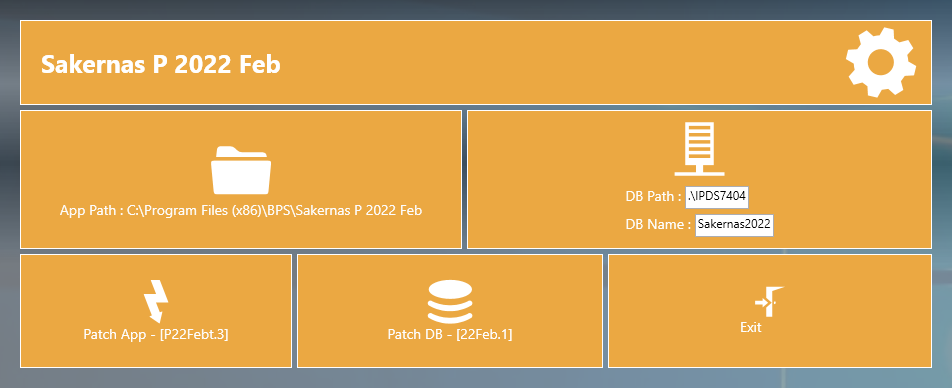 Sakernas P 2022 Feb
App Path : C:\Program Files (x86)\BPS\Sakernas P 2022 Feb
DB Path : .\IPDS7404
DB Name : Sakernas2022
Patch App - [P22Febt.3]
Patch DB - [22Feb.1]
Exit